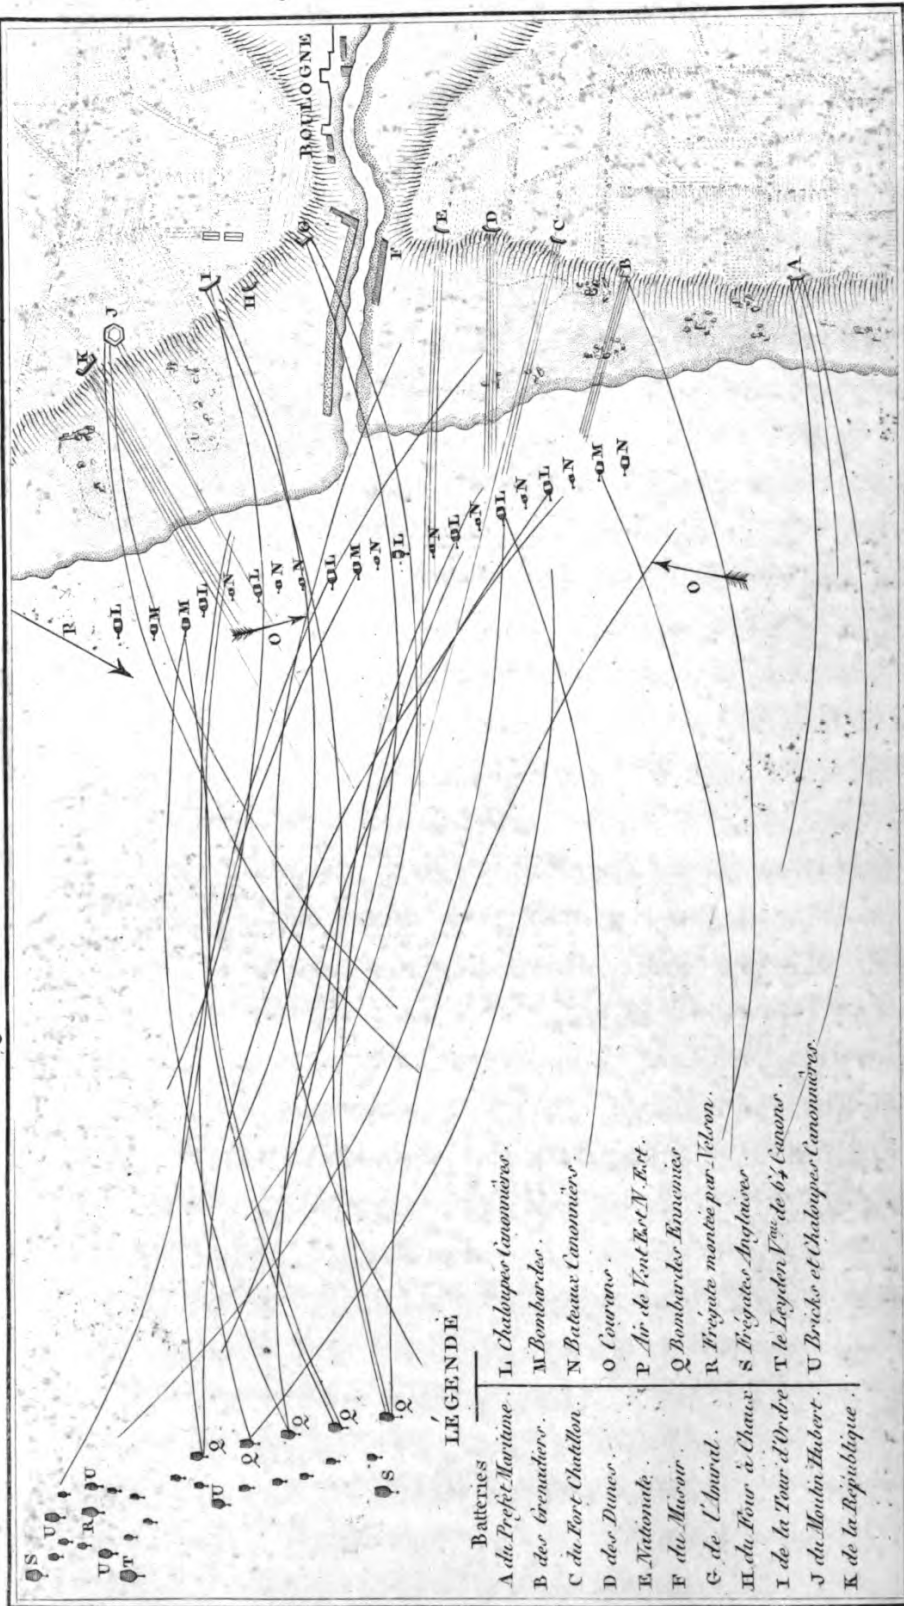 BOULOGNE
K
J
I
H
G
F
E
D
C
B
A
P
L
M
M
L
N
L
N
N
L
M
N
L
N
L
N
L
N
L
N
M
N
O
O
S
U
R
U
U
T
U
Q
Q
Q
Q
Q
S
LÉGENDE
Batteries
A du Préfet Maritime.
B des Grenadiers.
C du Fort Chatillon.
D des Dunes.
E Nationale.
F du Musoir.
G de l'Amiral.
H du Four à Chaux
I de la Tour d'Ordre
J du Moulin Hubert.
K de la République.
L Chaloupes Canonnières.
M Bombardes.
N Bateaux Canonniers.
O Courans.
P Air de Vent Est N. Est.
Q Bombardes Ennemies
R Frégate montée par Nelson.
S Frégates Anglaises
T le Leyden Vau de 64 Canons.
U Bricks et Chaloupes Canonnières.